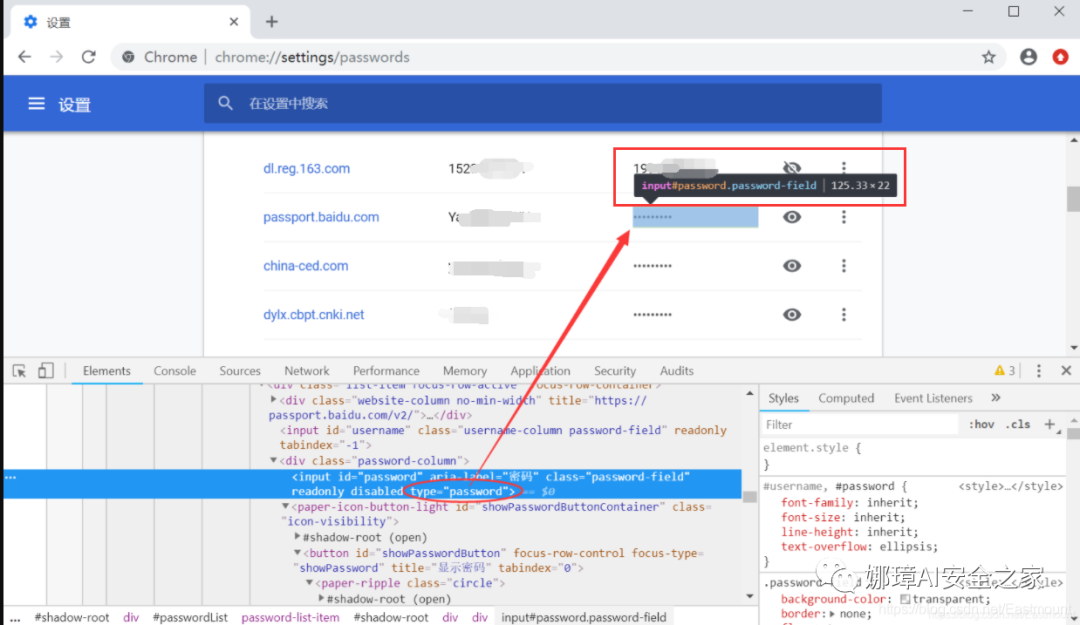 设置
Chrome | chrome://settings/passwords
设置
在设置中搜索
dl.reg.163.com 152 19
input#password.password-field | 125.33 × 22
passport.baidu.com Ya ·········
china-ced.com ·········
dylx.cbpt.cnki.net ·········
Elements Console Sources Network Performance Memory Application Security Audits 3
<div class="list-item focus-row-active" focus-row-container>
<div class="website-column no-min-width" title="https://
passport.baidu.com/v2/">…</div>
<input id="username" class="username-column password-field" readonly
tabindex="-1">
<div class="password-column">
<input id="password" aria-label="密码" class="password-field"
readonly disabled type="password"> == $0
<paper-icon-button-light id="showPasswordButtonContainer" class=
"icon-visibility">
#shadow-root (open)
<button id="showPasswordButton" focus-row-control focus-type=
"showPassword" title="显示密码" tabindex="0">
<paper-ripple class="circle">
#shadow-root (open)
... #shadow-root div #passwordList password-list-item #shadow-root div div input#password.password-field
Styles Computed Event Listeners »
Filter :hov .cls +
element.style {
}
#username, #password { <style>…</style>
font-family: inherit;
font-size: inherit;
line-height: inherit;
text-overflow: ellipsis;
}
.password <style>…</style>
background-color: transparent;
border: none;
娜璋AI安全之家
https://blog.csdn.net/Eastmount